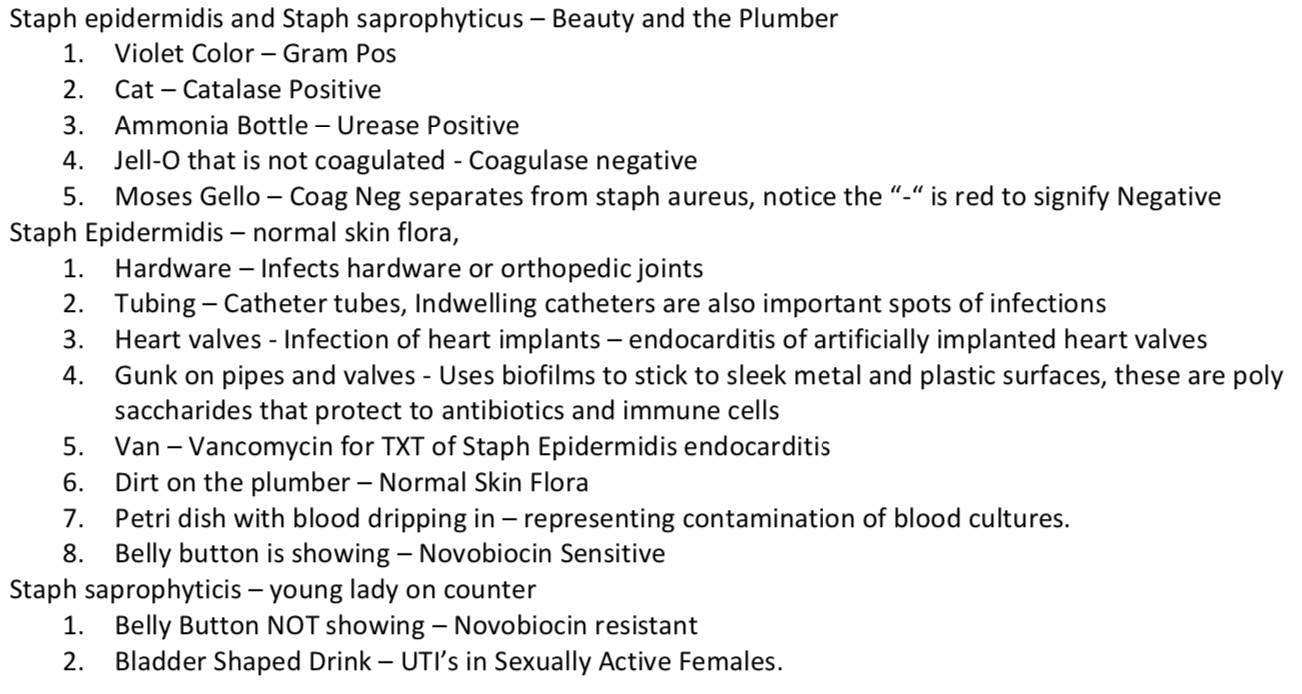 Staph epidermidis and Staph saprophyticus – Beauty and the Plumber
1. Violet Color – Gram Pos
2. Cat – Catalase Positive
3. Ammonia Bottle – Urease Positive
4. Jell-O that is not coagulated - Coagulase negative
5. Moses Gello – Coag Neg separates from staph aureus, notice the “-“ is red to signify Negative
Staph Epidermidis – normal skin flora,
1. Hardware – Infects hardware or orthopedic joints
2. Tubing – Catheter tubes, Indwelling catheters are also important spots of infections
3. Heart valves - Infection of heart implants – endocarditis of artificially implanted heart valves
4. Gunk on pipes and valves - Uses biofilms to stick to sleek metal and plastic surfaces, these are poly
saccharides that protect to antibiotics and immune cells
5. Van – Vancomycin for TXT of Staph Epidermidis endocarditis
6. Dirt on the plumber – Normal Skin Flora
7. Petri dish with blood dripping in – representing contamination of blood cultures.
8. Belly button is showing – Novobiocin Sensitive
Staph saprophyticis – young lady on counter
1. Belly Button NOT showing – Novobiocin resistant
2. Bladder Shaped Drink – UTI’s in Sexually Active Females.